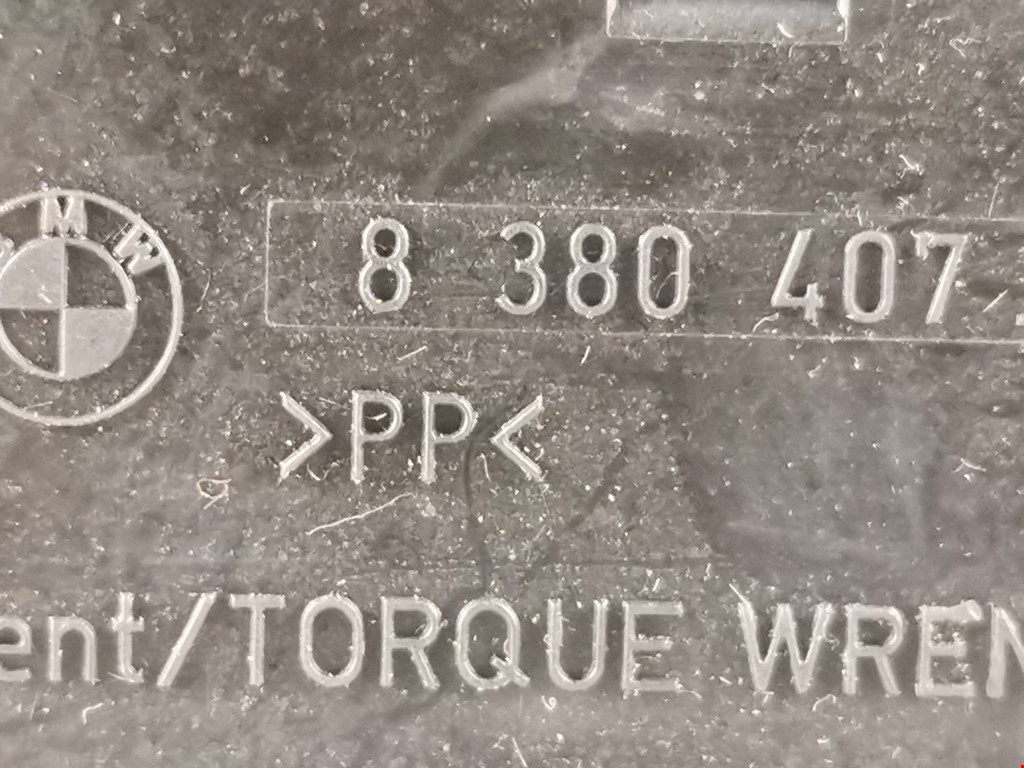 BMW
8 380 407
>PP<
ent/TORQUE WREN